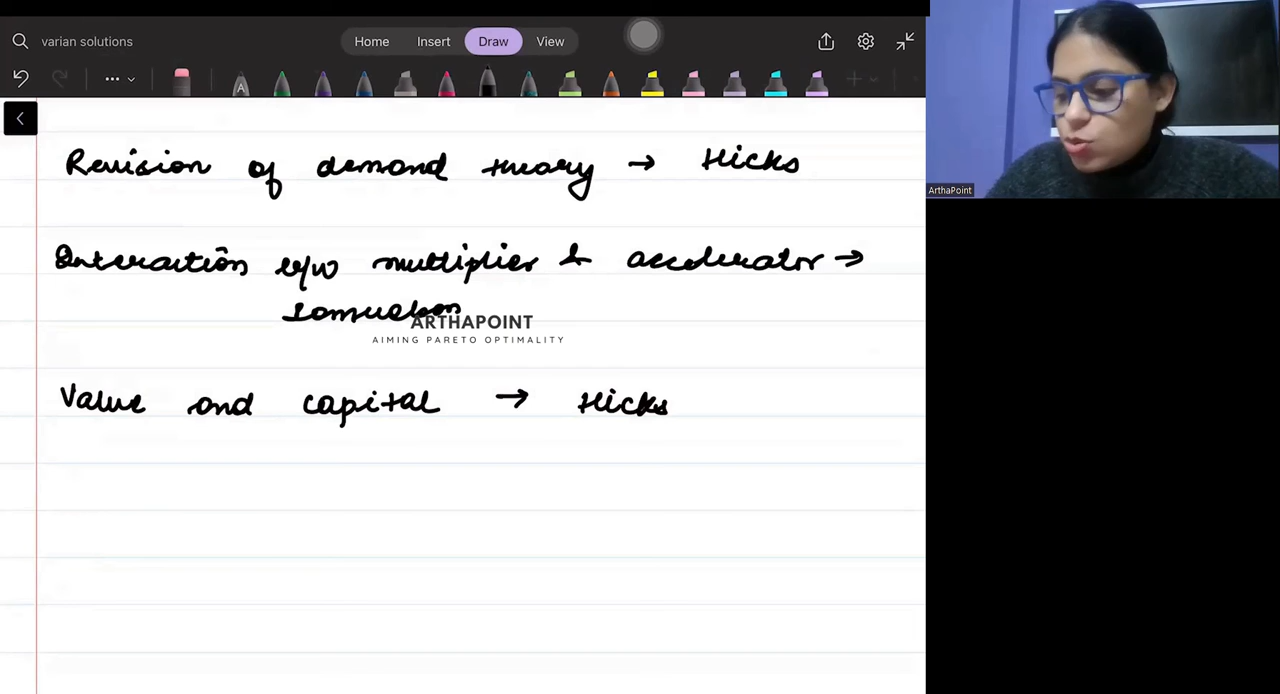 varian solutions
Home Insert Draw View
A
Revision of demand theory → Hicks
Interaction b/w multiplier & accelerator →
Samuelson
ARTHAPOINT
AIMING PARETO OPTIMALITY
Value and capital → Hicks
ArthaPoint